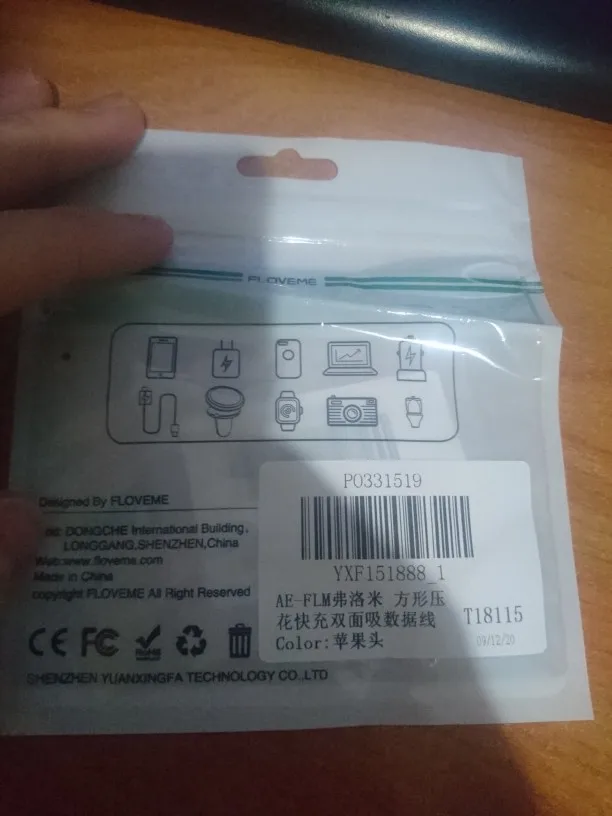 FLOVEME
PO331519
YXF151888_1
AE-FLM弗洛米 方形压
花快充双面吸数据线
Color:苹果头
T18115
09/12/20
Designed By FLOVEME
DONGCHE International Building,
LONGGANG,SHENZHEN,China
Web:www.floveme.com
Made in China
copyright FLOVEME All Right Reserved
CE FC
SHENZHEN YUANXINGFA TECHNOLOGY CO.,LTD